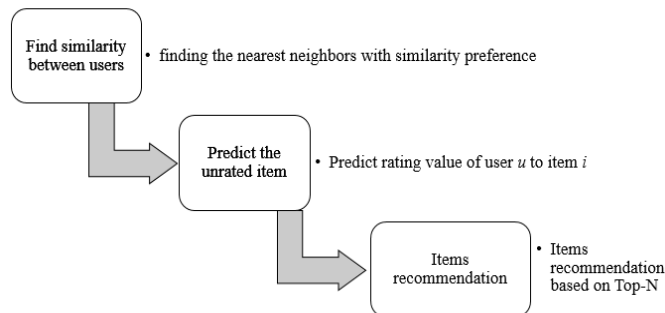 Find similarity
between users
• finding the nearest neighbors with similarity preference
Predict the
unrated item
• Predict rating value of user u to item i
Items
recommendation
• Items
recommendation
based on Top-N